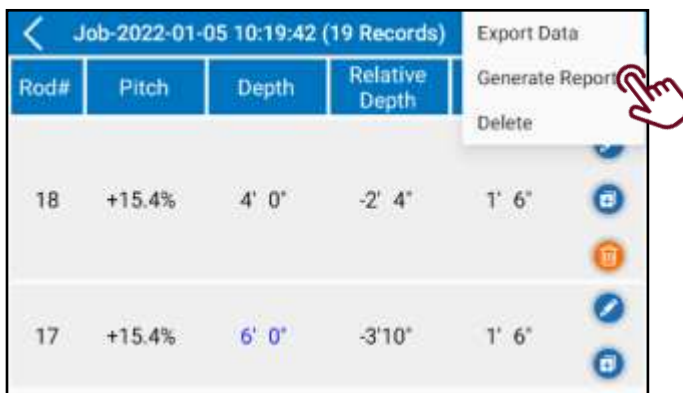 Job-2022-01-05 10:19:42 (19 Records)
Export Data
Generate Report
Delete
Rod# Pitch Depth Relative Depth
18 +15.4% 4' 0" -2' 4" 1' 6"
17 +15.4% 6' 0" -3'10" 1' 6"